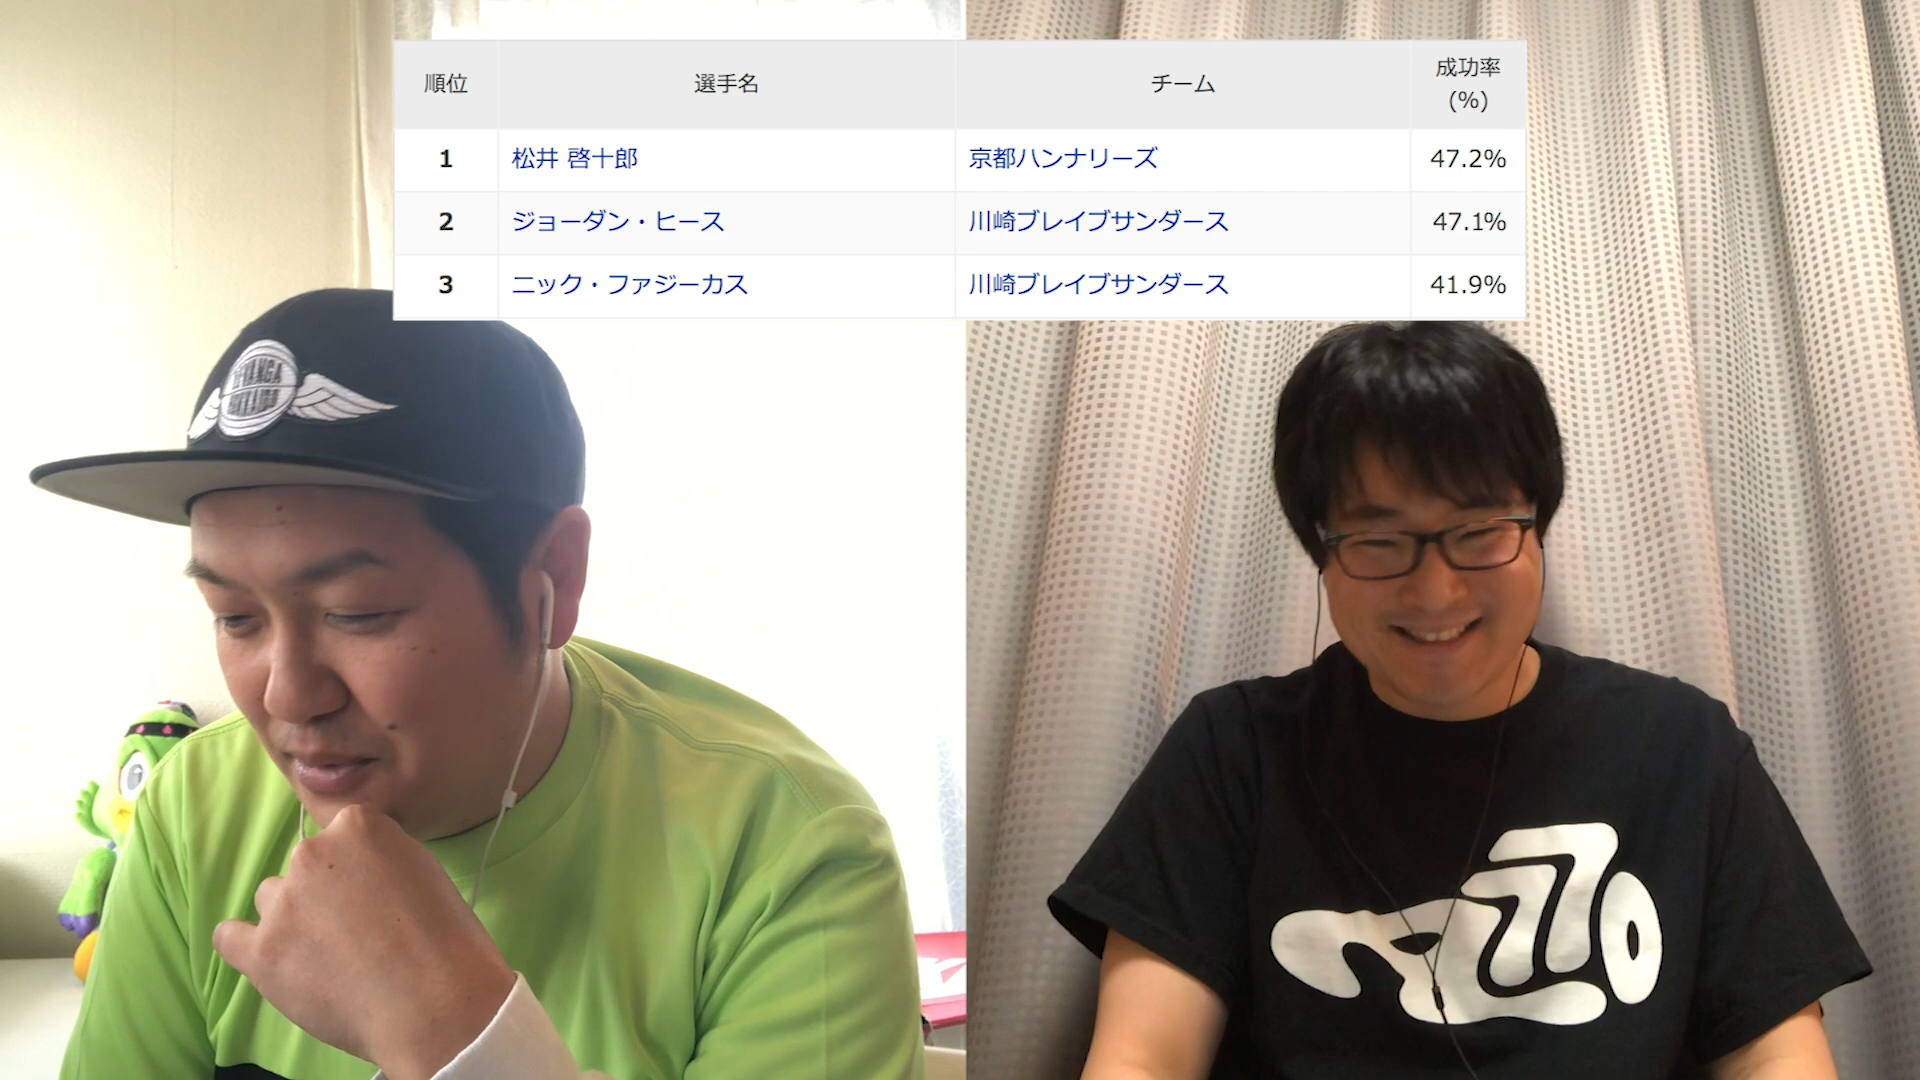 順位 選手名 チーム 成功率
(%)
1 松井 啓十郎 京都ハンナリーズ 47.2%
2 ジョーダン・ヒース 川崎ブレイブサンダース 47.1%
3 ニック・ファジーカス 川崎ブレイブサンダース 41.9%